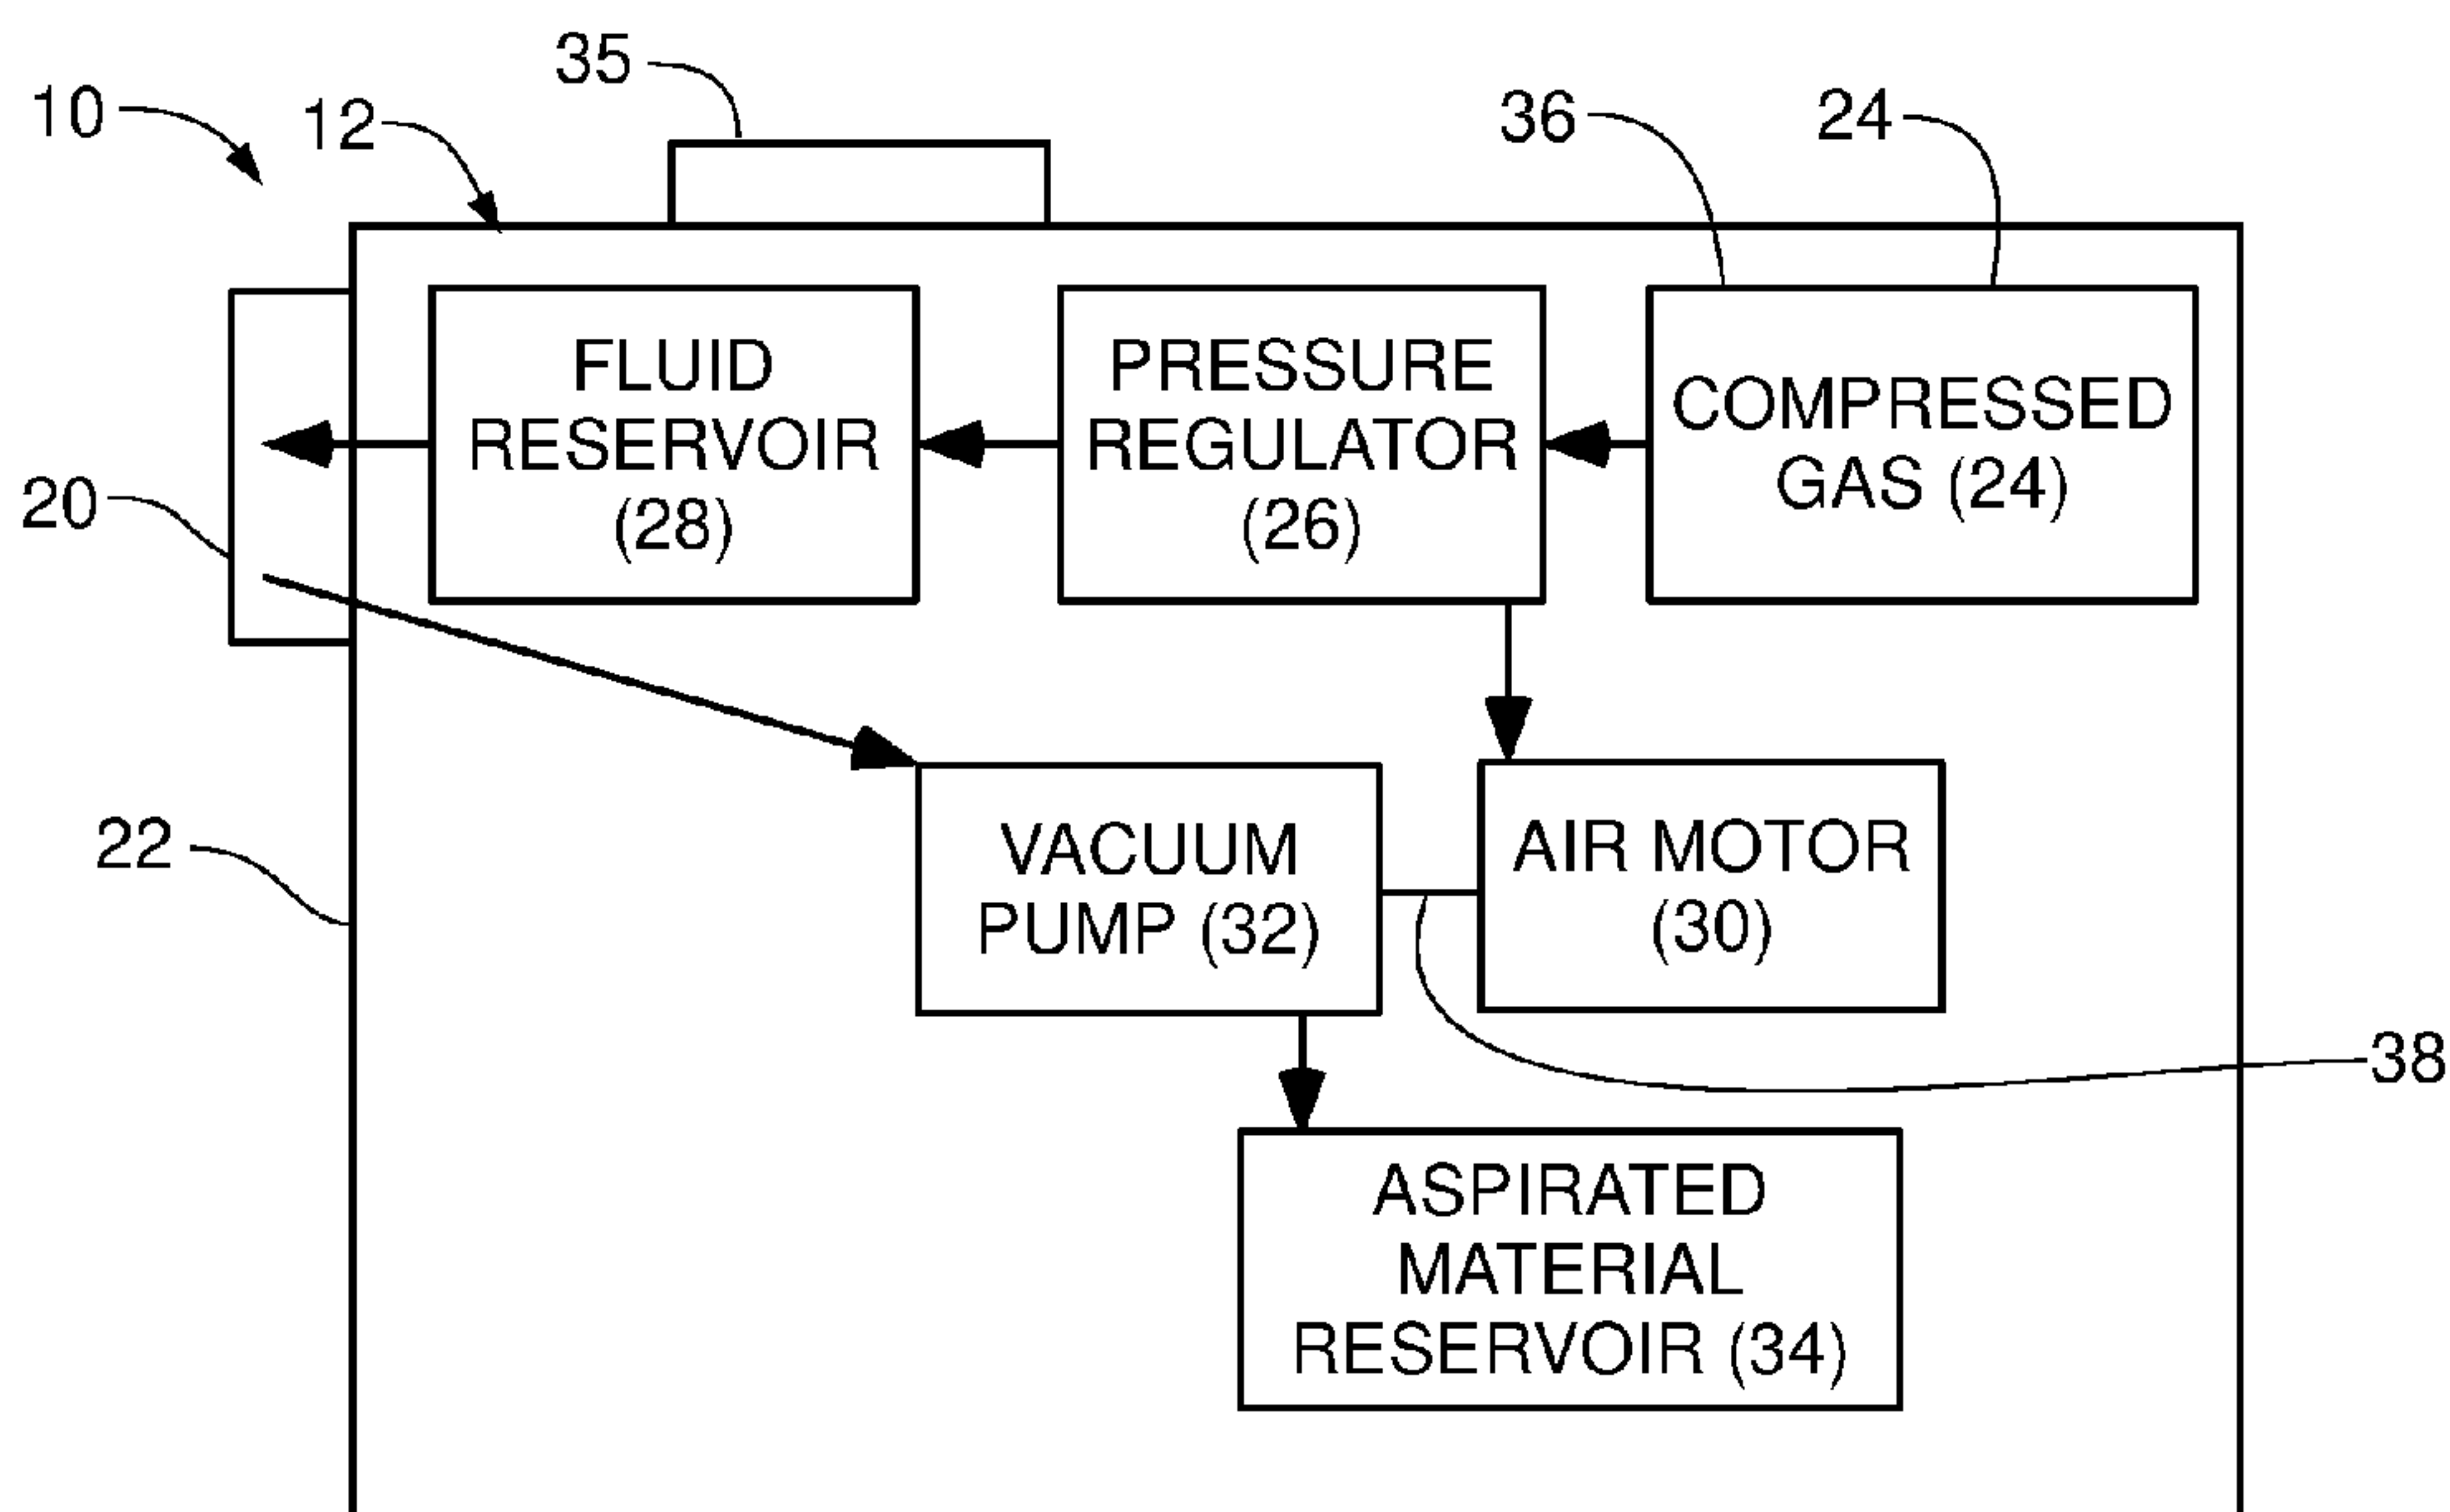 35
10
12
36
24
FLUID
RESERVOIR
(28)
PRESSURE
REGULATOR
(26)
COMPRESSED
GAS (24)
20
22
VACUUM
PUMP (32)
AIR MOTOR
(30)
38
ASPIRATED
MATERIAL
RESERVOIR (34)